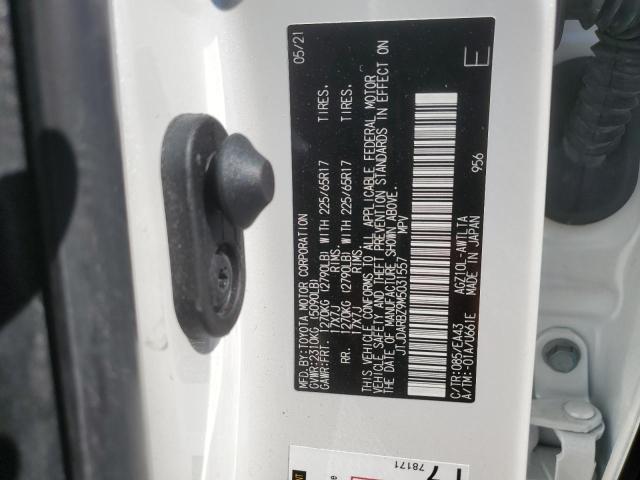 MFD.BY:TOYOTA MOTOR CORPORATION 05/21
GVWR:2310KG (5090LB)
GAWR:FRT. 1270KG (2790LB) WITH 225/65R17 TIRES.
17X7J RIMS.
RR. 1270KG (2790LB) WITH 225/65R17 TIRES.
17X7J RIMS.
THIS VEHICLE CONFORMS TO ALL APPLICABLE FEDERAL MOTOR
VEHICLE SAFETY AND THEFT PREVENTION STANDARDS IN EFFECT ON
THE DATE OF MANUFACTURE SHOWN ABOVE.
JTJDARBZ9M5031557 MPV
C/TR:085/EA43 AGZ10L-AWTLTA
A/TM:-01A/U661E MADE IN JAPAN 956
E
78171